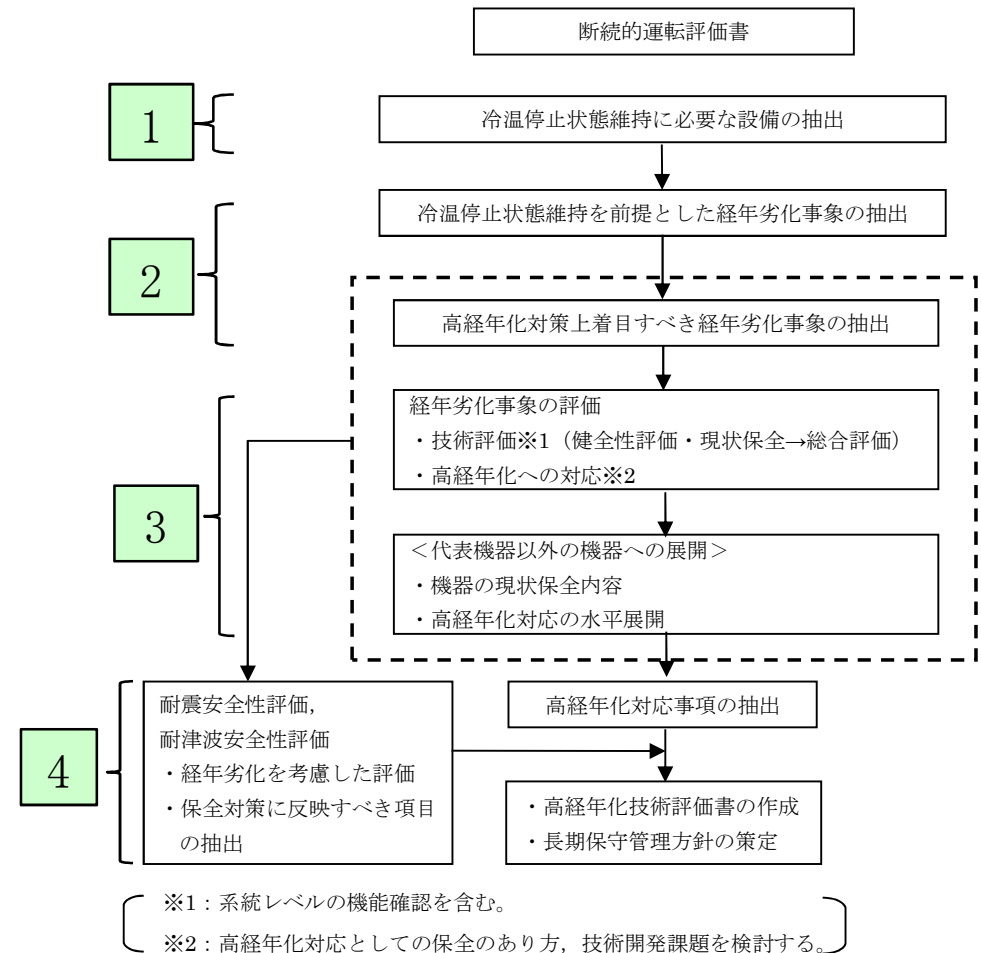 断続的運転評価書
1
冷温停止状態維持に必要な設備の抽出
2
冷温停止状態維持を前提とした経年劣化事象の抽出
高経年化対策上着目すべき経年劣化事象の抽出
3
経年劣化事象の評価
・技術評価※1（健全性評価・現状保全→総合評価）
・高経年化への対応※2
＜代表機器以外の機器への展開＞
・機器の現状保全内容
・高経年化対応の水平展開
4
耐震安全性評価，
耐津波安全性評価
・経年劣化を考慮した評価
・保全対策に反映すべき項目
の抽出
高経年化対応事項の抽出
・高経年化技術評価書の作成
・長期保守管理方針の策定
※1：系統レベルの機能確認を含む。
※2：高経年化対応としての保全のあり方，技術開発課題を検討する。